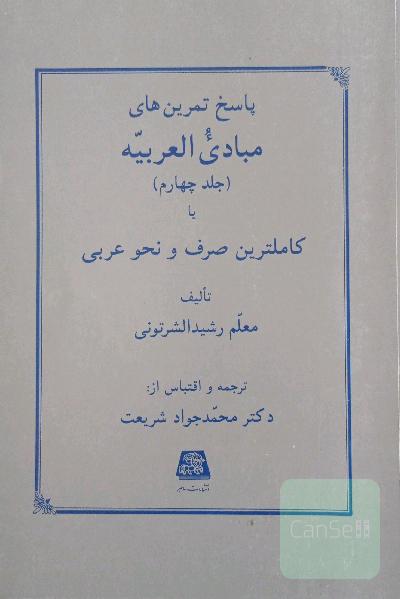 پاسخ تمرین های
مبادئُ العربیّه
(جلد چهارم)
یا
کاملترین صرف و نحو عربی
تألیف
معلّم رشیدالشرتونی
ترجمه و اقتباس از:
دکتر محمّدجواد شریعت
CanSell